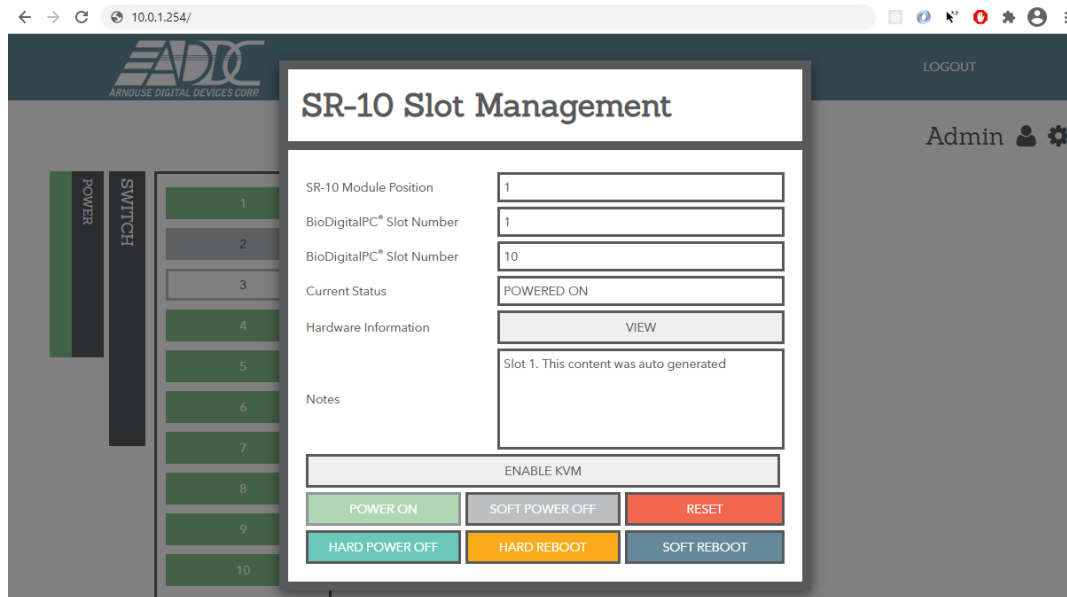 10.0.1.254/
ADDC
ARNOUSE DIGITAL DEVICES CORP.
LOGOUT
Admin
POWER
SWITCH
1
2
3
4
5
6
7
8
9
10
SR-10 Slot Management
SR-10 Module Position 1
BioDigitalPC® Slot Number 1
BioDigitalPC® Slot Number 10
Current Status POWERED ON
Hardware Information VIEW
Notes Slot 1. This content was auto generated
ENABLE KVM
POWER ON SOFT POWER OFF RESET
HARD POWER OFF HARD REBOOT SOFT REBOOT